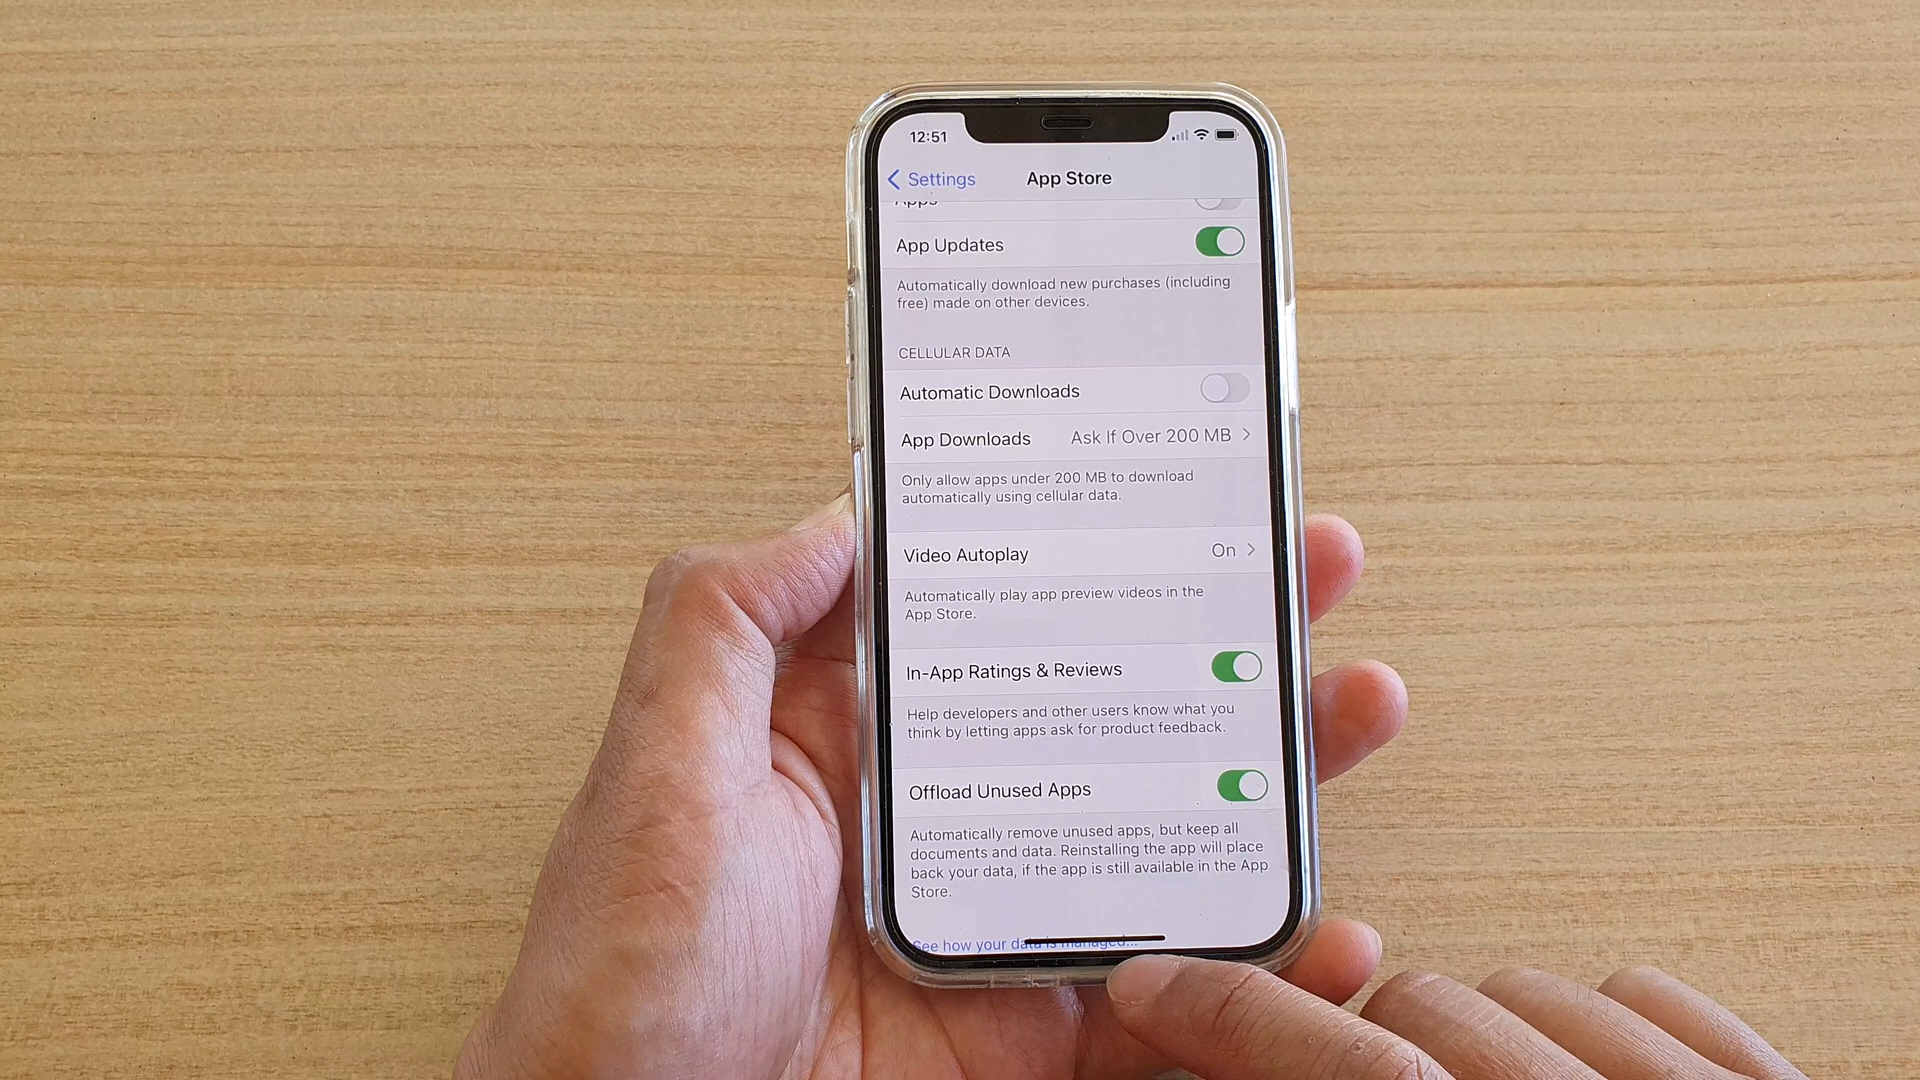 12:51
Settings
App Store
Apps
App Updates
Automatically download new purchases (including
free) made on other devices.
CELLULAR DATA
Automatic Downloads
App Downloads Ask If Over 200 MB
Only allow apps under 200 MB to download
automatically using cellular data.
Video Autoplay On
Automatically play app preview videos in the
App Store.
In-App Ratings & Reviews
Help developers and other users know what you
think by letting apps ask for product feedback.
Offload Unused Apps
Automatically remove unused apps, but keep all
documents and data. Reinstalling the app will place
back your data, if the app is still available in the App
Store.
See how your data is managed...